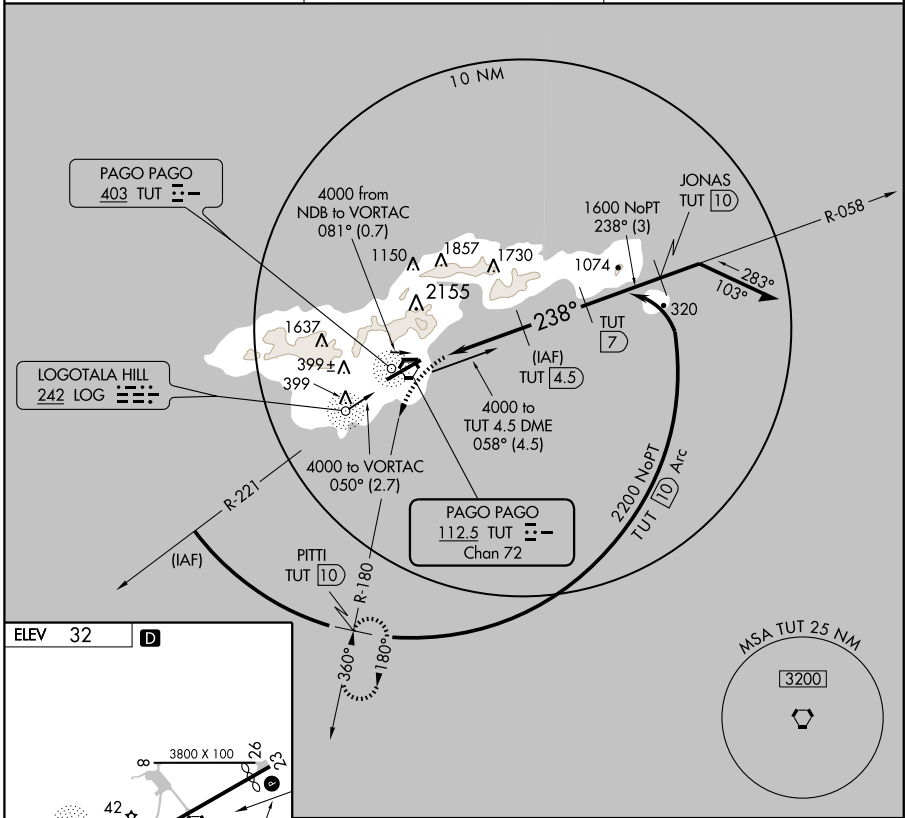 10 NM
PAGO PAGO
403 TUT
4000 from
NDB to VORTAC
081° (0.7)
1600 NoPT
238° (3)
JONAS
TUT 10
R-058
1150
1857
1730
1074
283°
103°
2155
320
238°
1637
TUT
7
399±
(IAF)
TUT 4.5
LOGOTALA HILL
242 LOG
399
4000 to
TUT 4.5 DME
058° (4.5)
4000 to VORTAC
050° (2.7)
R-221
2200 NoPT
TUT 10 Arc
PAGO PAGO
112.5 TUT
Chan 72
(IAF)
PITTI
TUT 10
R-180
360°
180°
ELEV 32
D
MSA TUT 25 NM
3200
8
3800 X 100
26
23
P
42